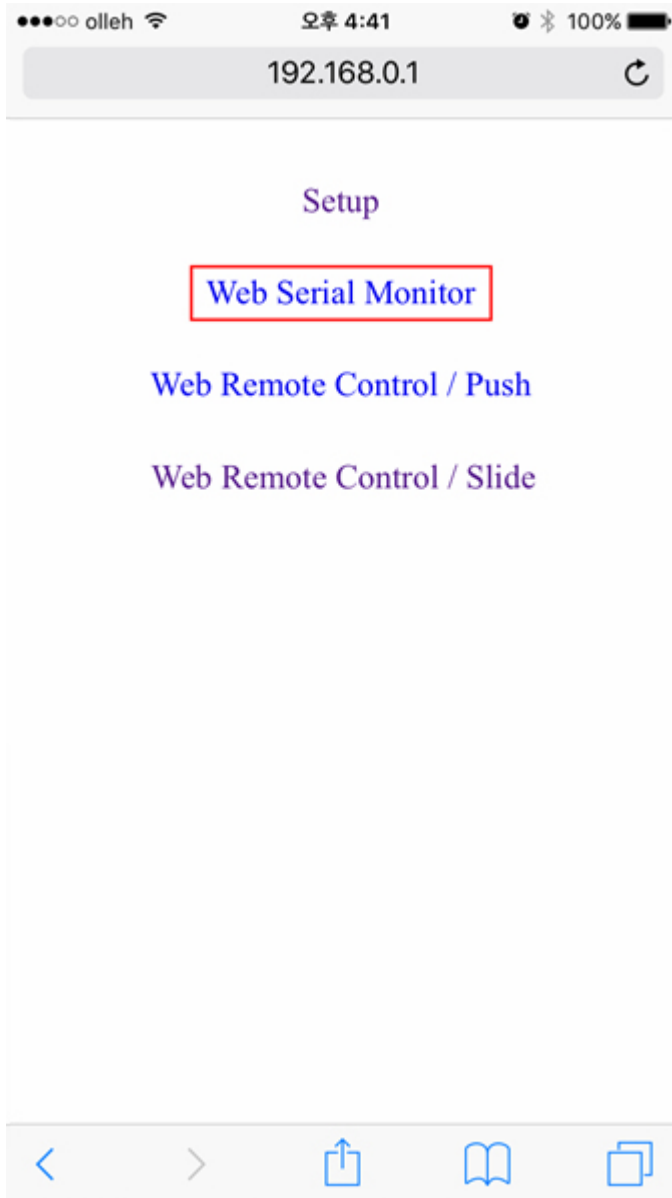 olleh 오후 4:41 100%
192.168.0.1
Setup
Web Serial Monitor
Web Remote Control / Push
Web Remote Control / Slide